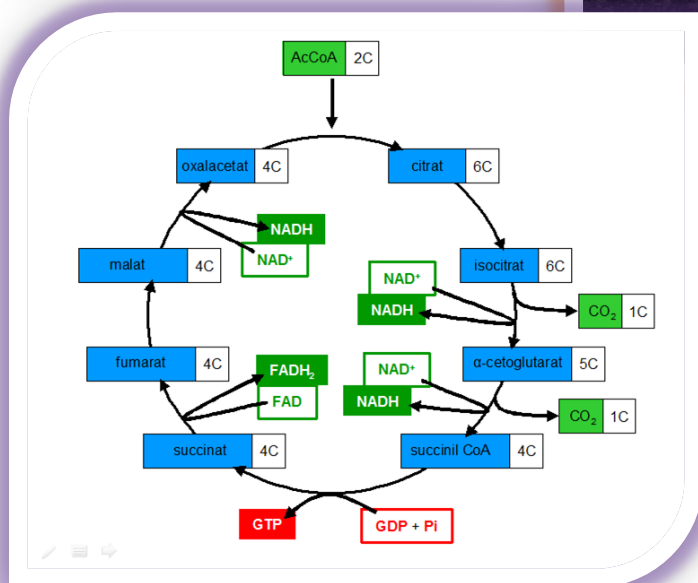 AcCoA 2C
oxalacetat 4C
citrat 6C
NADH
NAD⁺
malat 4C
isocitrat 6C
NAD⁺
NADH
CO₂ 1C
fumarat 4C
α-cetoglutarat 5C
FADH₂
FAD
NAD⁺
NADH
CO₂ 1C
succinat 4C
succinil CoA 4C
GTP
GDP + Pi